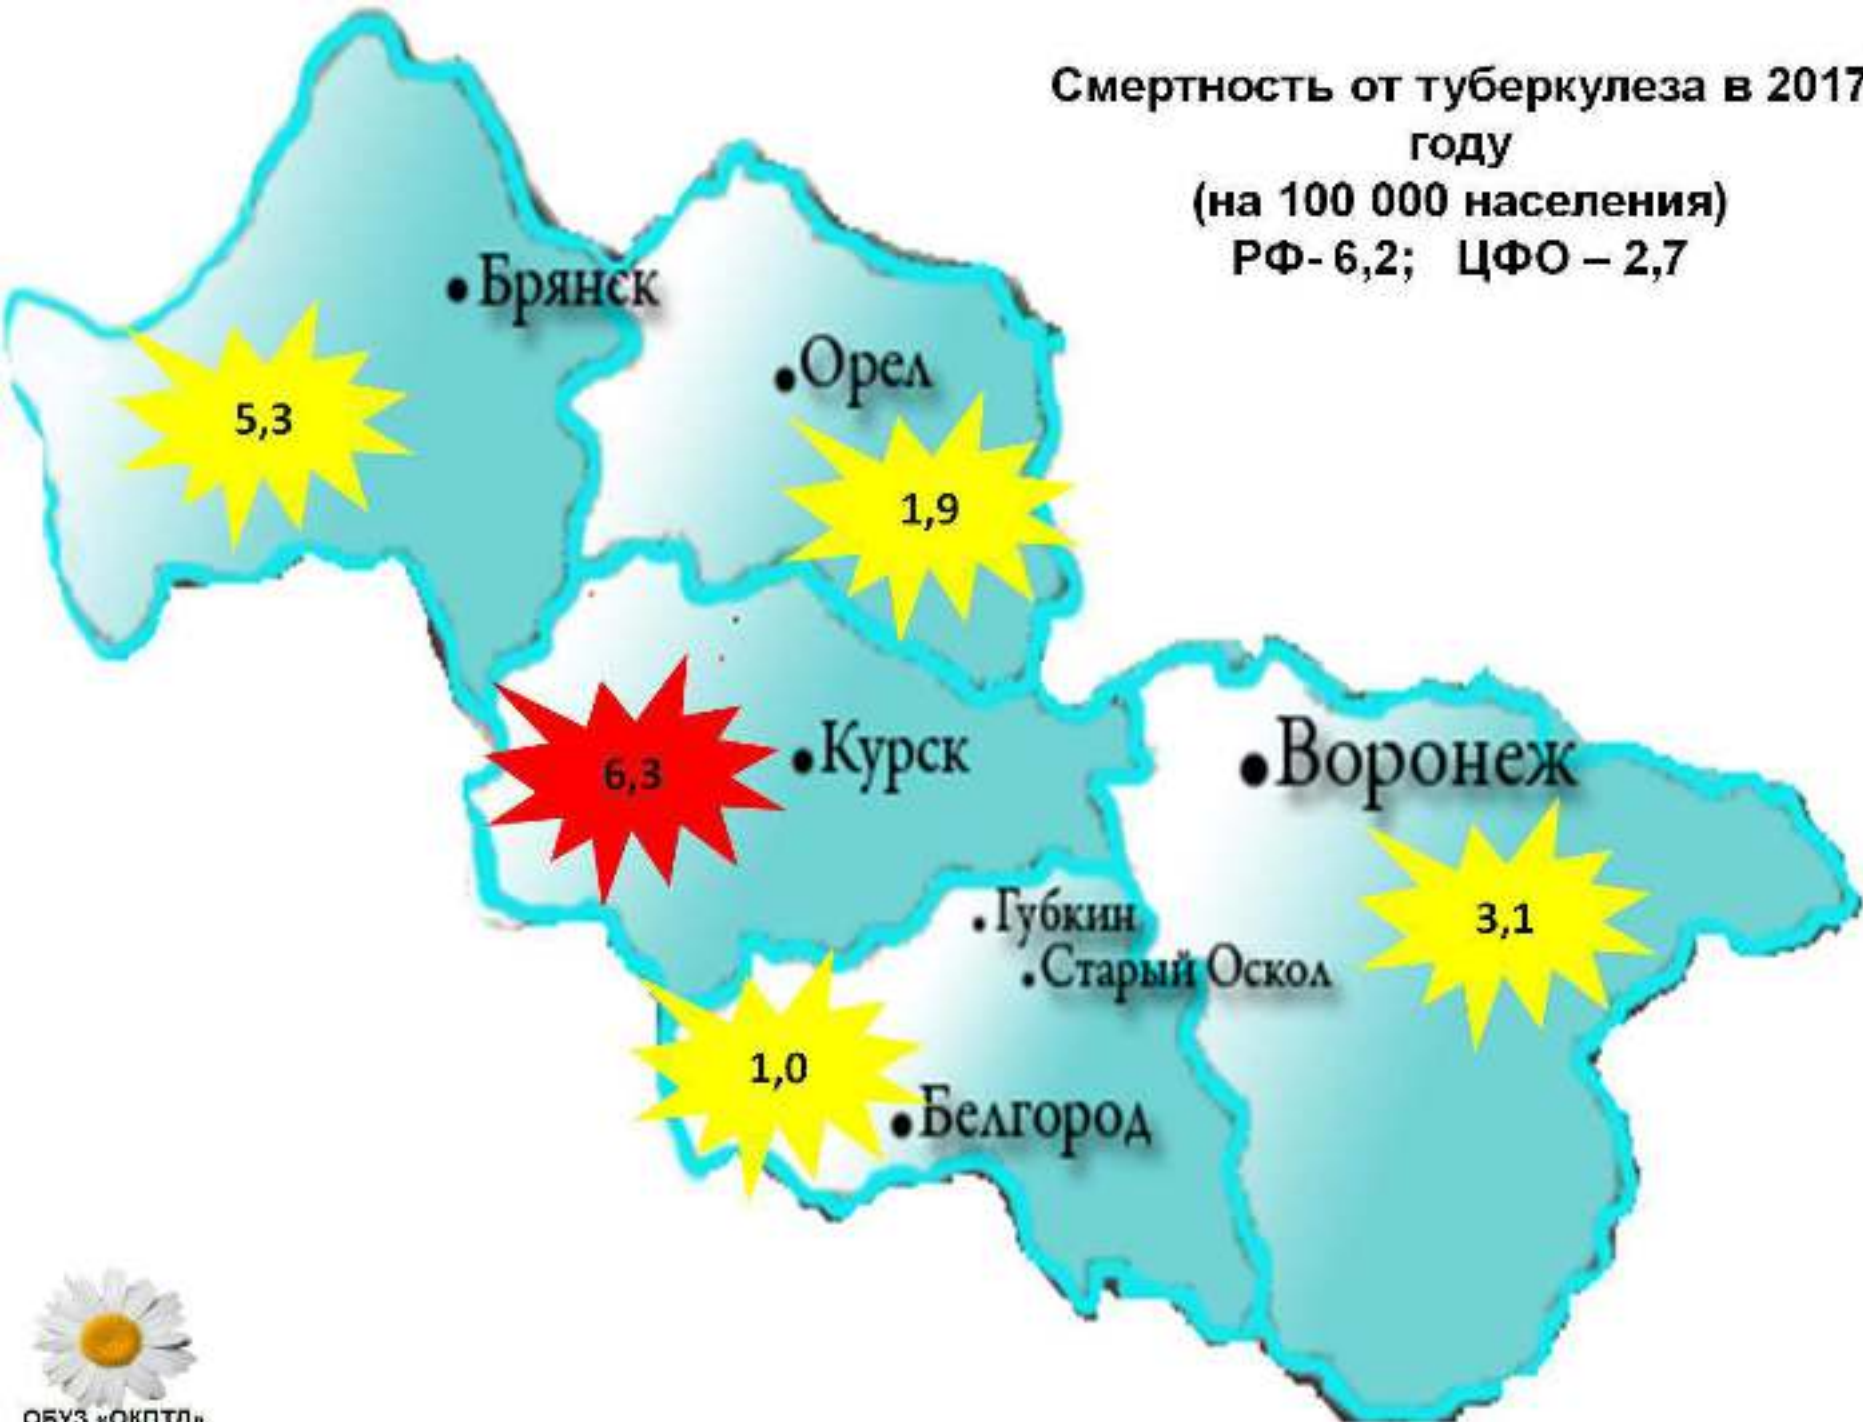 Смертность от туберкулеза в 2017
году
(на 100 000 населения)
РФ- 6,2; ЦФО – 2,7
Брянск
Орел
5,3
1,9
Курск
Воронеж
6,3
Губкин
3,1
Старый Оскол
1,0
Белгород
ОБУЗ «ОКПТД»